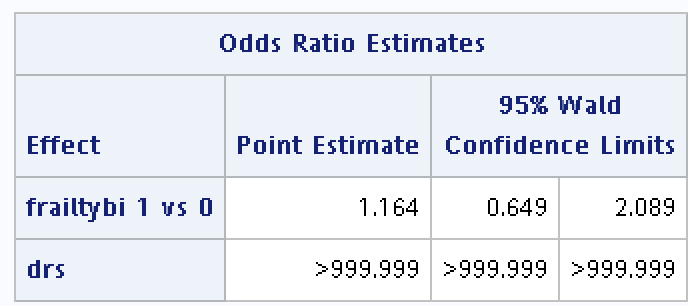 Odds Ratio Estimates
95% Wald
Effect Point Estimate Confidence Limits
frailtybi 1 vs 0 1.164 0.649 2.089
drs >999.999 >999.999 >999.999